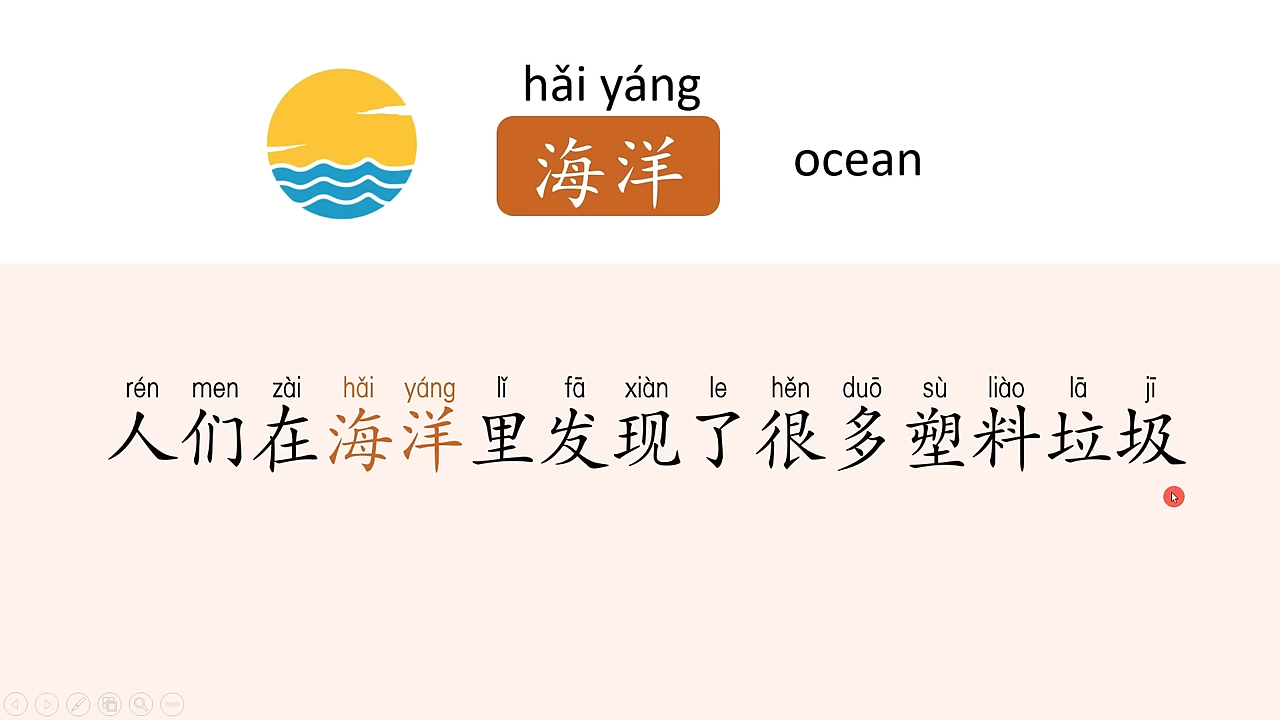 hǎi yáng
海洋
ocean
rén men zài hǎi yáng lǐ fā xiàn le hěn duō sù liào lā jī
人们在海洋里发现了很多塑料垃圾